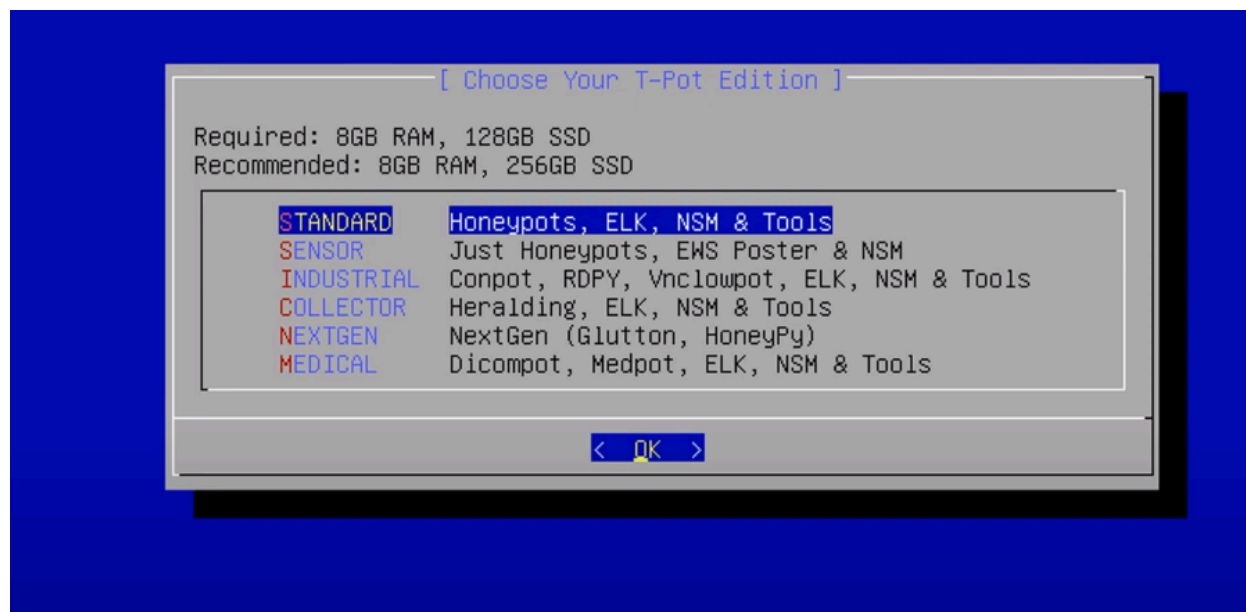 [ Choose Your T-Pot Edition ]
Required: 8GB RAM, 128GB SSD
Recommended: 8GB RAM, 256GB SSD
STANDARD Honeypots, ELK, NSM & Tools
SENSOR Just Honeypots, EWS Poster & NSM
INDUSTRIAL Conpot, RDPY, Vnclowpot, ELK, NSM & Tools
COLLECTOR Heralding, ELK, NSM & Tools
NEXTGEN NextGen (Glutton, HoneyPy)
MEDICAL Dicompot, Medpot, ELK, NSM & Tools
< OK >